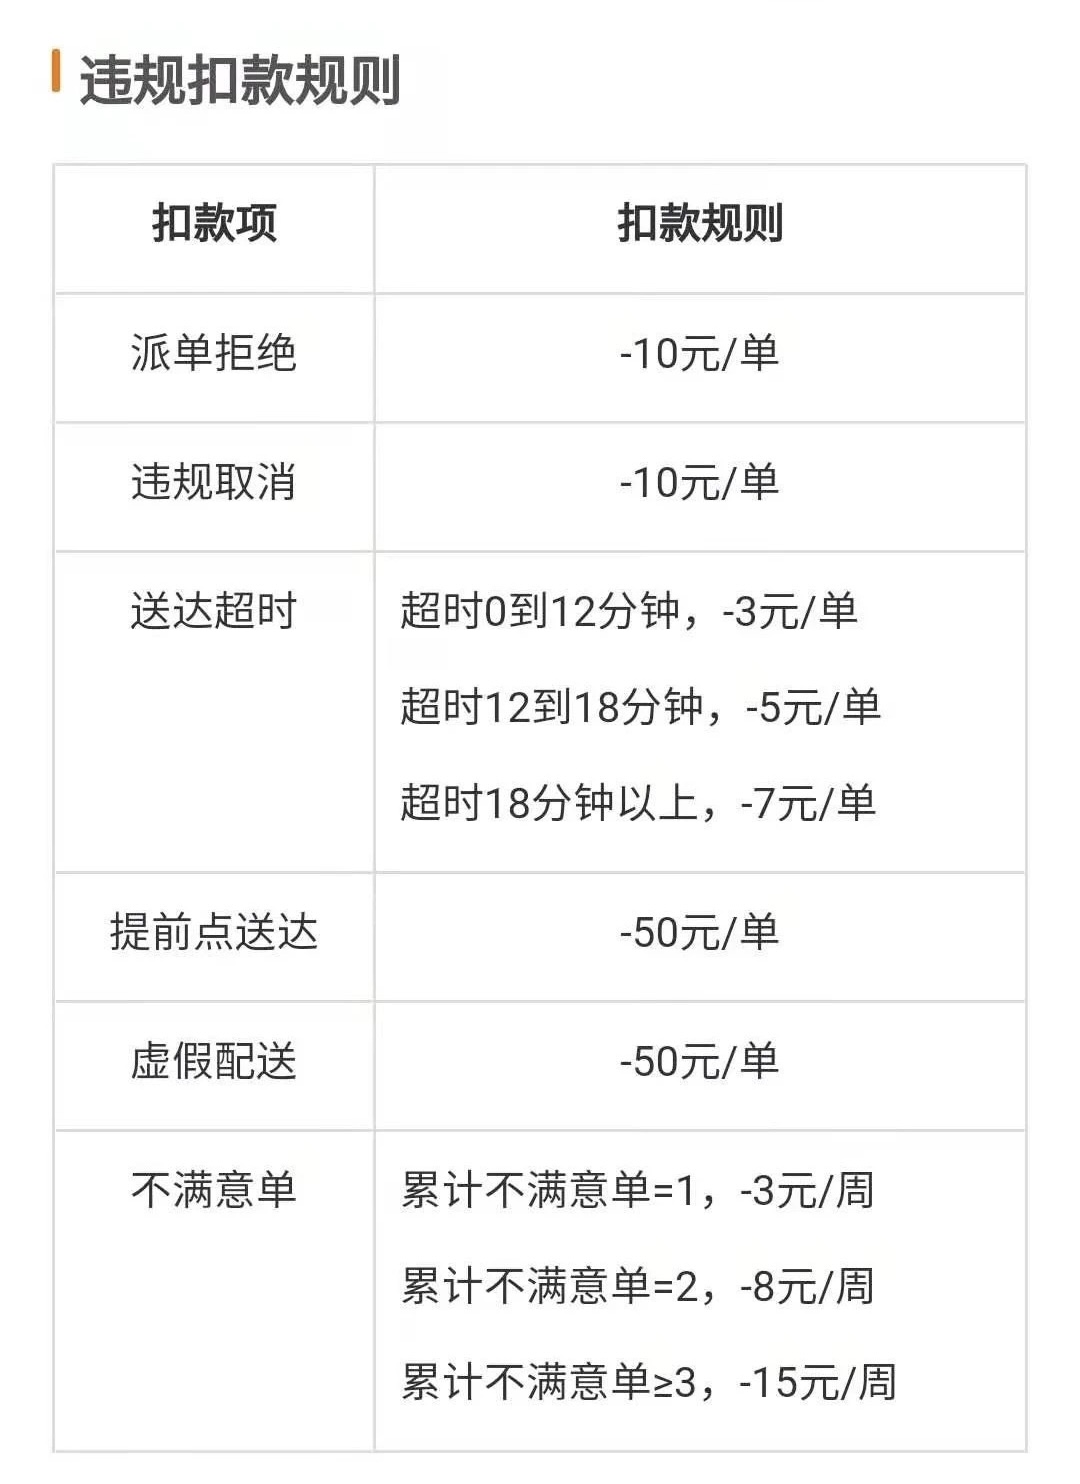 违规扣款规则
扣款项 扣款规则
派单拒绝 -10元/单
违规取消 -10元/单
送达超时 超时0到12分钟，-3元/单
超时12到18分钟，-5元/单
超时18分钟以上，-7元/单
提前点送达 -50元/单
虚假配送 -50元/单
不满意单 累计不满意单=1，-3元/周
累计不满意单=2，-8元/周
累计不满意单≥3，-15元/周